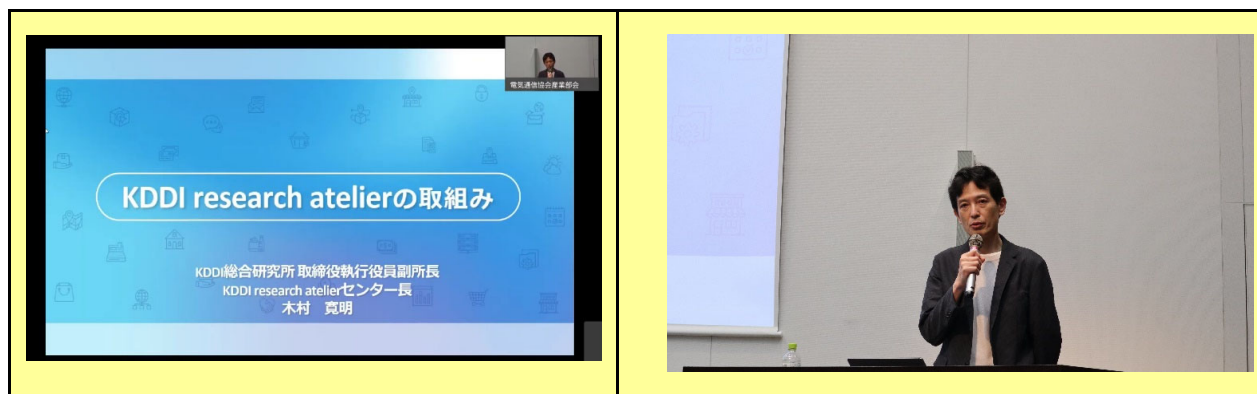 電気通信協会産業部会
KDDI research atelierの取組み
KDDI総合研究所 取締役執行役員副所長
KDDI research atelierセンター長
木村 寛明